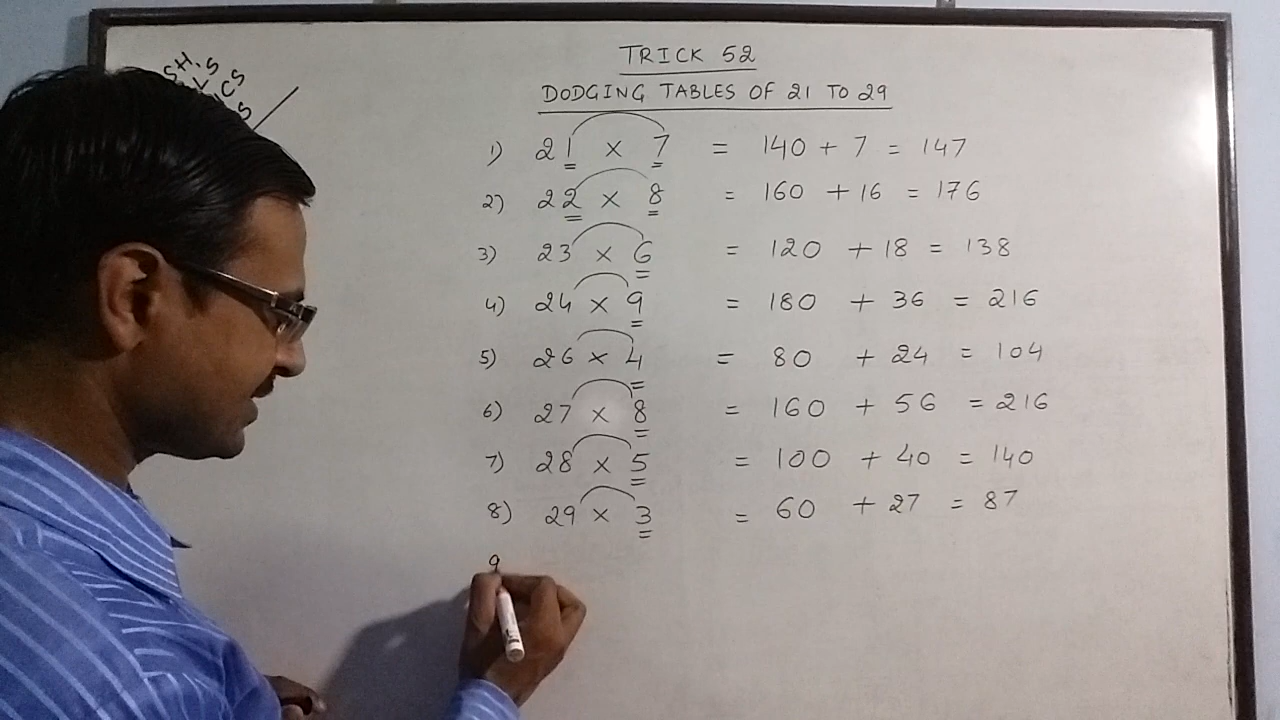 TRICK 52
DODGING TABLES OF 21 TO 29
1) 21 × 7 = 140 + 7 = 147
2) 22 × 8 = 160 + 16 = 176
3) 23 × 6 = 120 + 18 = 138
4) 24 × 9 = 180 + 36 = 216
5) 26 × 4 = 80 + 24 = 104
6) 27 × 8 = 160 + 56 = 216
7) 28 × 5 = 100 + 40 = 140
8) 29 × 3 = 60 + 27 = 87
9